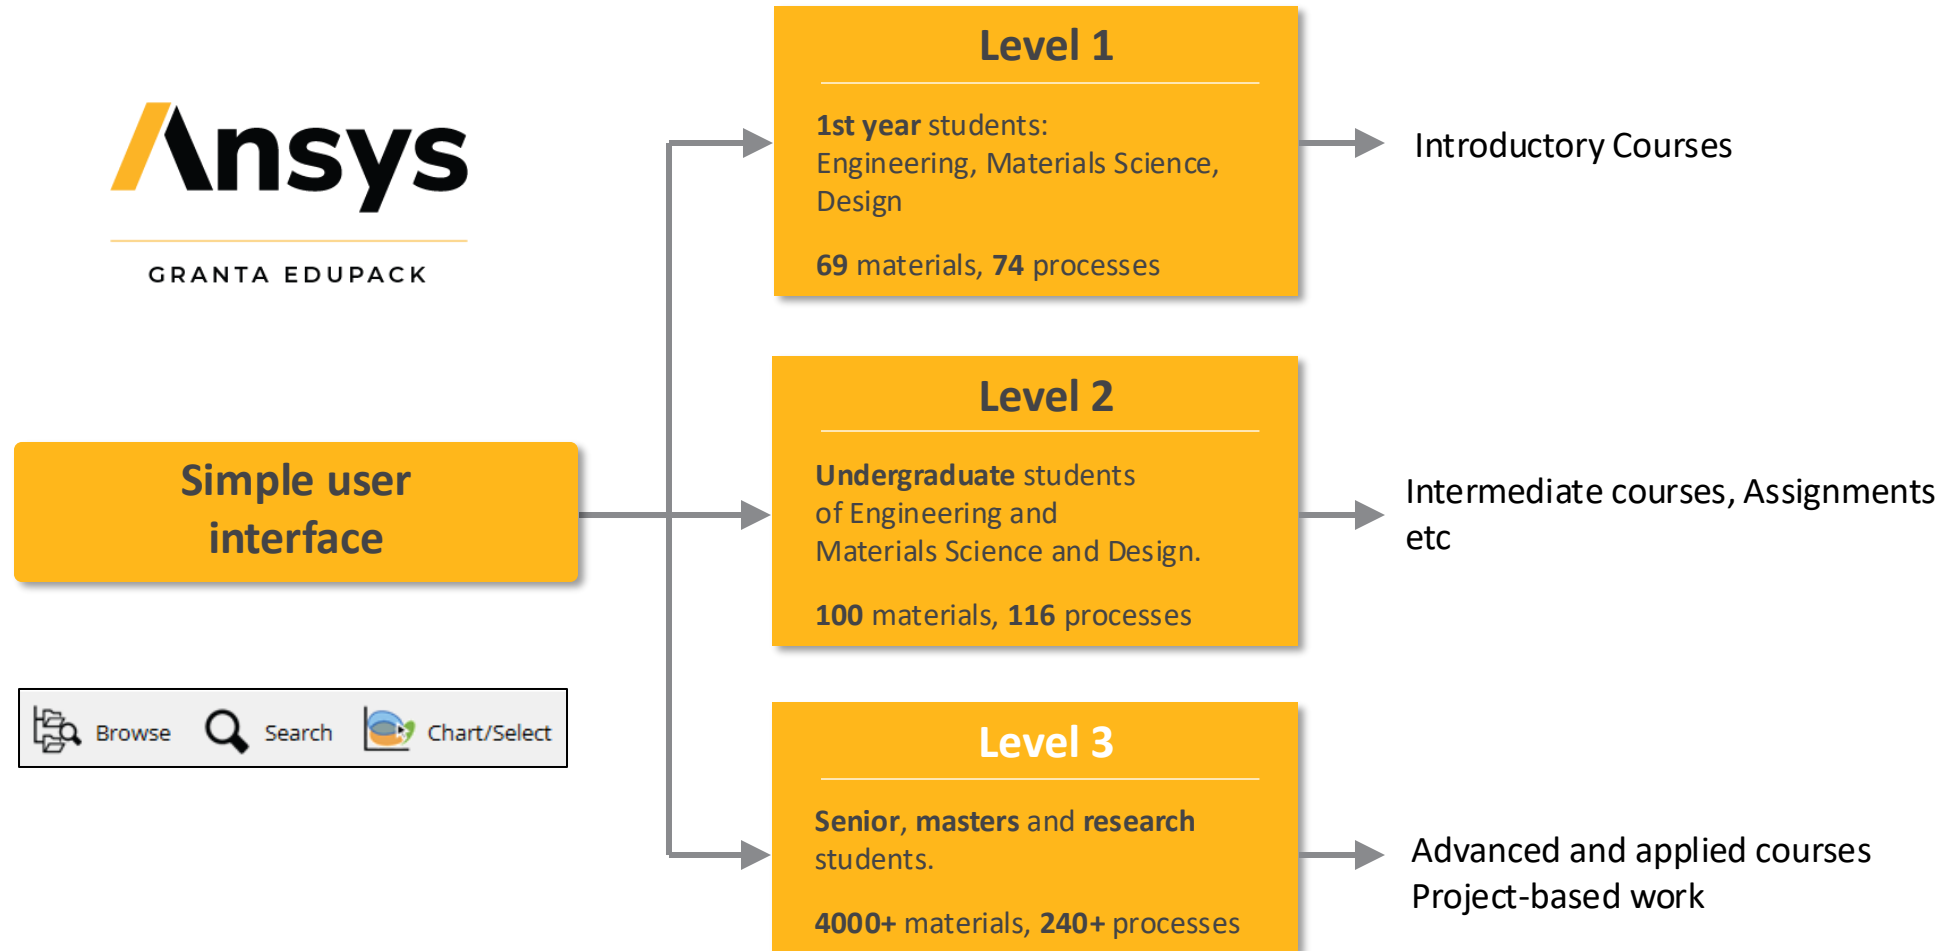 Ansys
GRANTA EDUPACK
Simple user
interface
Browse
Search
Chart/Select
Level 1
1st year students:
Engineering, Materials Science,
Design
69 materials, 74 processes
Introductory Courses
Level 2
Undergraduate students
of Engineering and
Materials Science and Design.
100 materials, 116 processes
Intermediate courses, Assignments
etc
Level 3
Senior, masters and research
students.
4000+ materials, 240+ processes
Advanced and applied courses
Project-based work